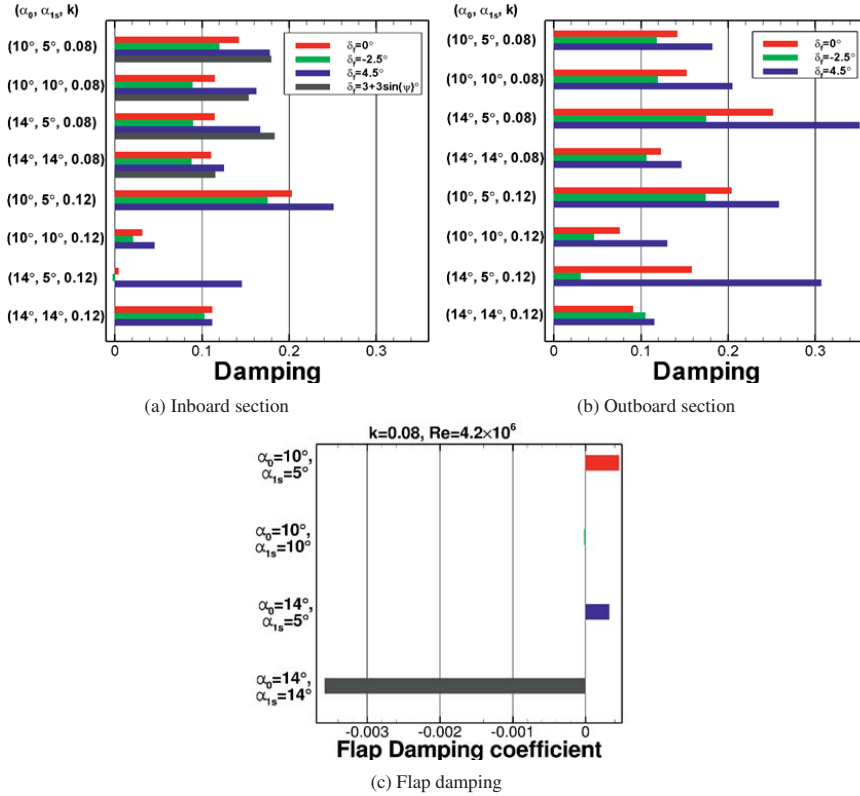 (α₀, α₁ₛ, k)
(10°, 5°, 0.08)
(10°, 10°, 0.08)
(14°, 5°, 0.08)
(14°, 14°, 0.08)
(10°, 5°, 0.12)
(10°, 10°, 0.12)
(14°, 5°, 0.12)
(14°, 14°, 0.12)
δf=0°
δf=-2.5°
δf=4.5°
δf=3+3sin(ψ)°
0 0.1 0.2 0.3
Damping
(a) Inboard section
(α₀, α₁ₛ, k)
(10°, 5°, 0.08)
(10°, 10°, 0.08)
(14°, 5°, 0.08)
(14°, 14°, 0.08)
(10°, 5°, 0.12)
(10°, 10°, 0.12)
(14°, 5°, 0.12)
(14°, 14°, 0.12)
δf=0°
δf=-2.5°
δf=4.5°
0 0.1 0.2 0.3
Damping
(b) Outboard section
k=0.08, Re=4.2×10⁶
α₀=10°,
α₁ₛ=5°
α₀=10°,
α₁ₛ=10°
α₀=14°,
α₁ₛ=5°
α₀=14°,
α₁ₛ=14°
-0.003 -0.002 -0.001 0
Flap Damping coefficient
(c) Flap damping